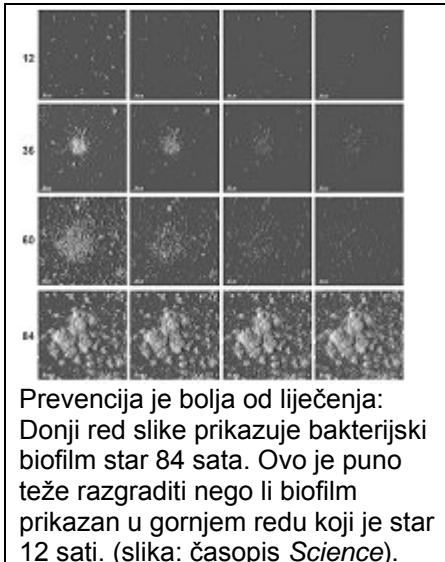 12
36
60
84
Prevencija je bolja od liječenja:
Donji red slike prikazuje bakterijski
biofilm star 84 sata. Ovo je puno
teže razgraditi nego li biofilm
prikazan u gornjem redu koji je star
12 sati. (slika: časopis Science).